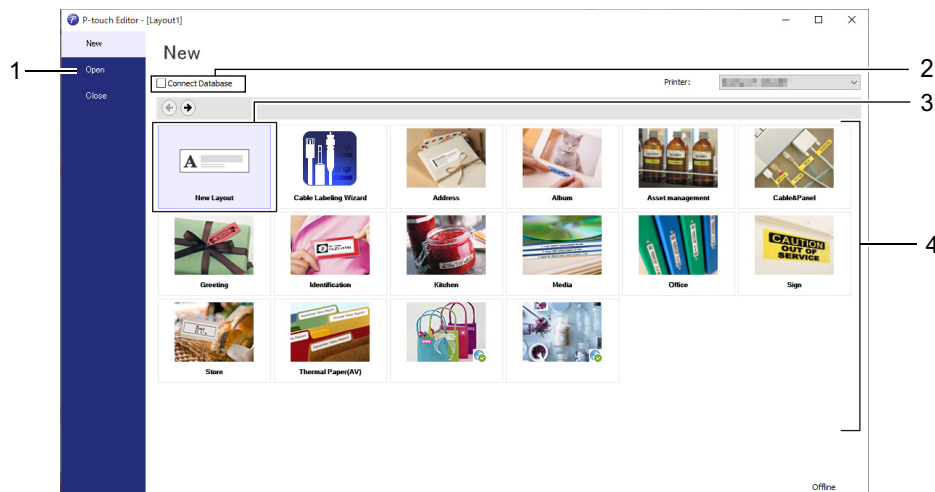 P-touch Editor - [Layout1]
New
Open
Close
New
Connect Database
Printer:
1
2
3
4
A
New Layout
Cable Labeling Wizard
Address
Album
Asset management
Cable&Panel
Greeting
Identification
Kitchen
Media
Office
CAUTION
OUT OF
SERVICE
Sign
Store
Thermal Paper(AV)
Offline